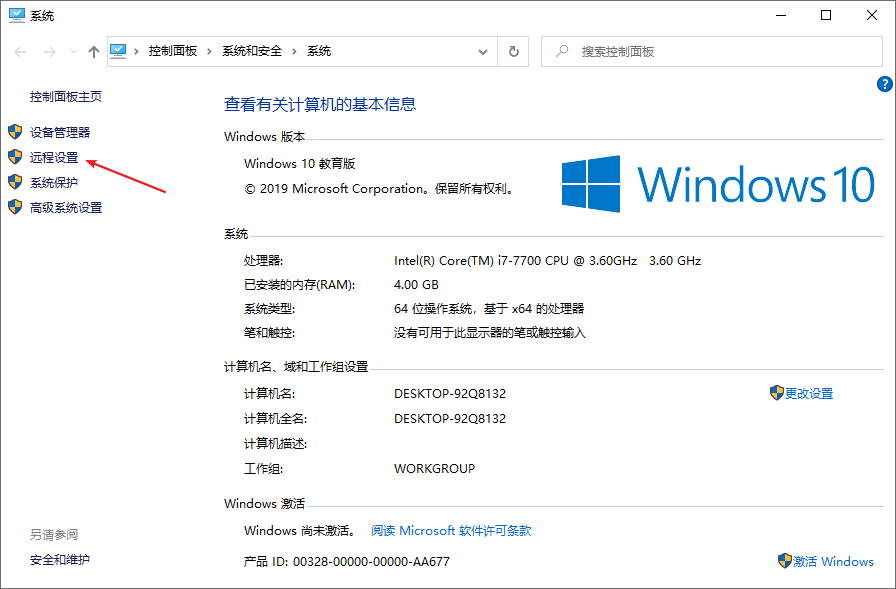 系统
控制面板 › 系统和安全 › 系统
搜索控制面板
?
控制面板主页
设备管理器
远程设置
系统保护
高级系统设置
查看有关计算机的基本信息
Windows 版本
Windows 10 教育版
© 2019 Microsoft Corporation。保留所有权利。
Windows 10
系统
处理器: Intel(R) Core(TM) i7-7700 CPU @ 3.60GHz 3.60 GHz
已安装的内存(RAM): 4.00 GB
系统类型: 64 位操作系统，基于 x64 的处理器
笔和触控: 没有可用于此显示器的笔或触控输入
计算机名、域和工作组设置
计算机名: DESKTOP-92Q8132 更改设置
计算机全名: DESKTOP-92Q8132
计算机描述:
工作组: WORKGROUP
Windows 激活
Windows 尚未激活。 阅读 Microsoft 软件许可条款
产品 ID: 00328-00000-00000-AA677 激活 Windows
另请参阅
安全和维护